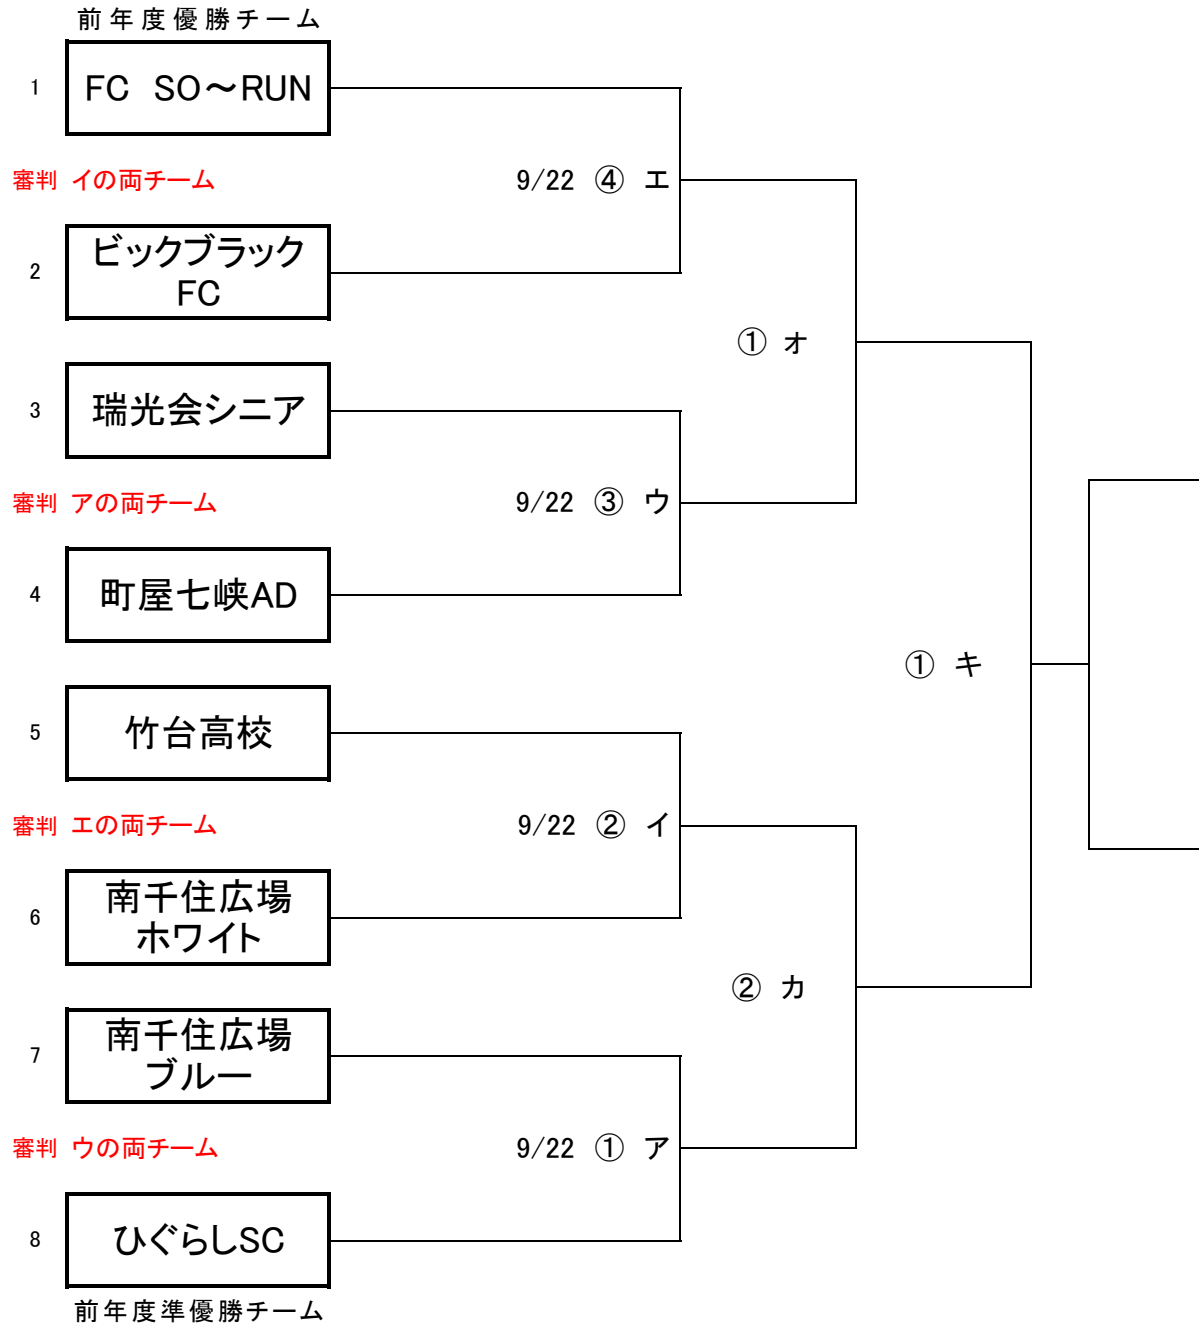 前年度優勝チーム
1
FC SO～RUN
審判 イの両チーム
9/22 ④ エ
2
ビックブラック
FC
① オ
3
瑞光会シニア
審判 アの両チーム
9/22 ③ ウ
4
町屋七峡AD
① キ
5
竹台高校
審判 エの両チーム
9/22 ② イ
6
南千住広場
ホワイト
② カ
7
南千住広場
ブルー
審判 ウの両チーム
9/22 ① ア
8
ひぐらしSC
前年度準優勝チーム